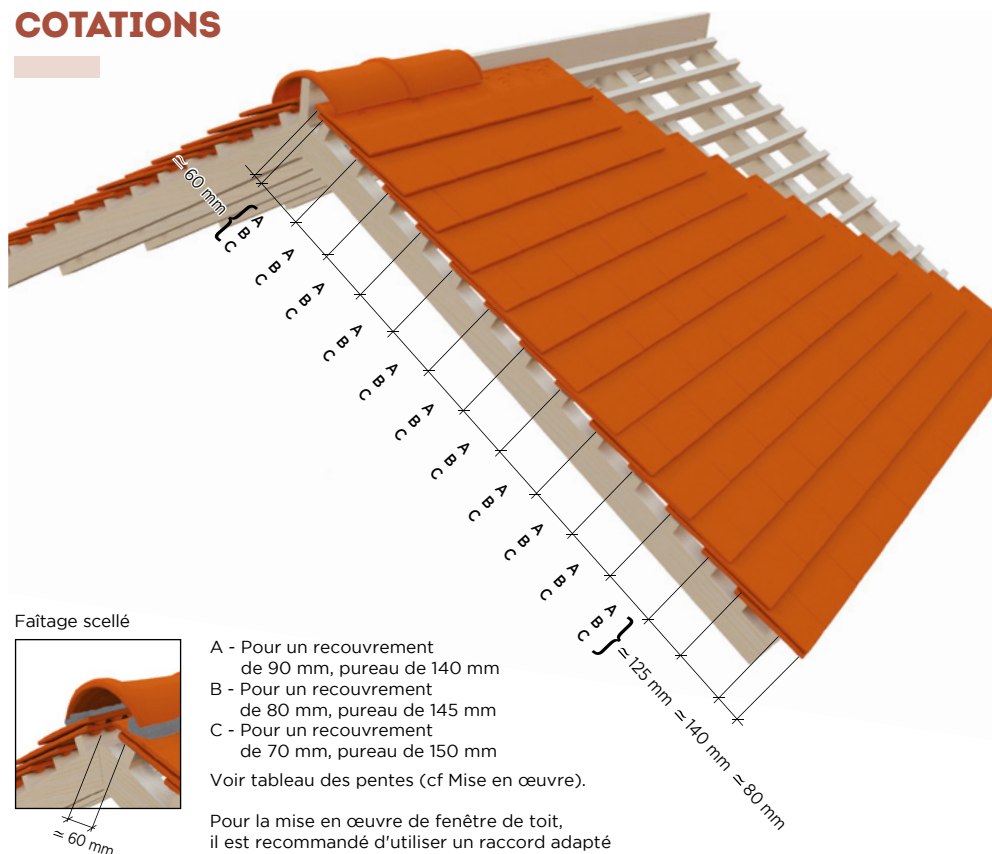 COTATIONS
≃ 60 mm
A
B
C
A
B
C
A
B
C
A
B
C
A
B
C
A
B
C
A
B
C
A
B
C
A
B
C
A
B
C
A
B
C
≃ 125 mm ≃ 140 mm ≃ 80 mm
Faîtage scellé
≃ 60 mm
A - Pour un recouvrement
de 90 mm, pureau de 140 mm
B - Pour un recouvrement
de 80 mm, pureau de 145 mm
C - Pour un recouvrement
de 70 mm, pureau de 150 mm
Voir tableau des pentes (cf Mise en œuvre).
Pour la mise en œuvre de fenêtre de toit,
il est recommandé d'utiliser un raccord adapté